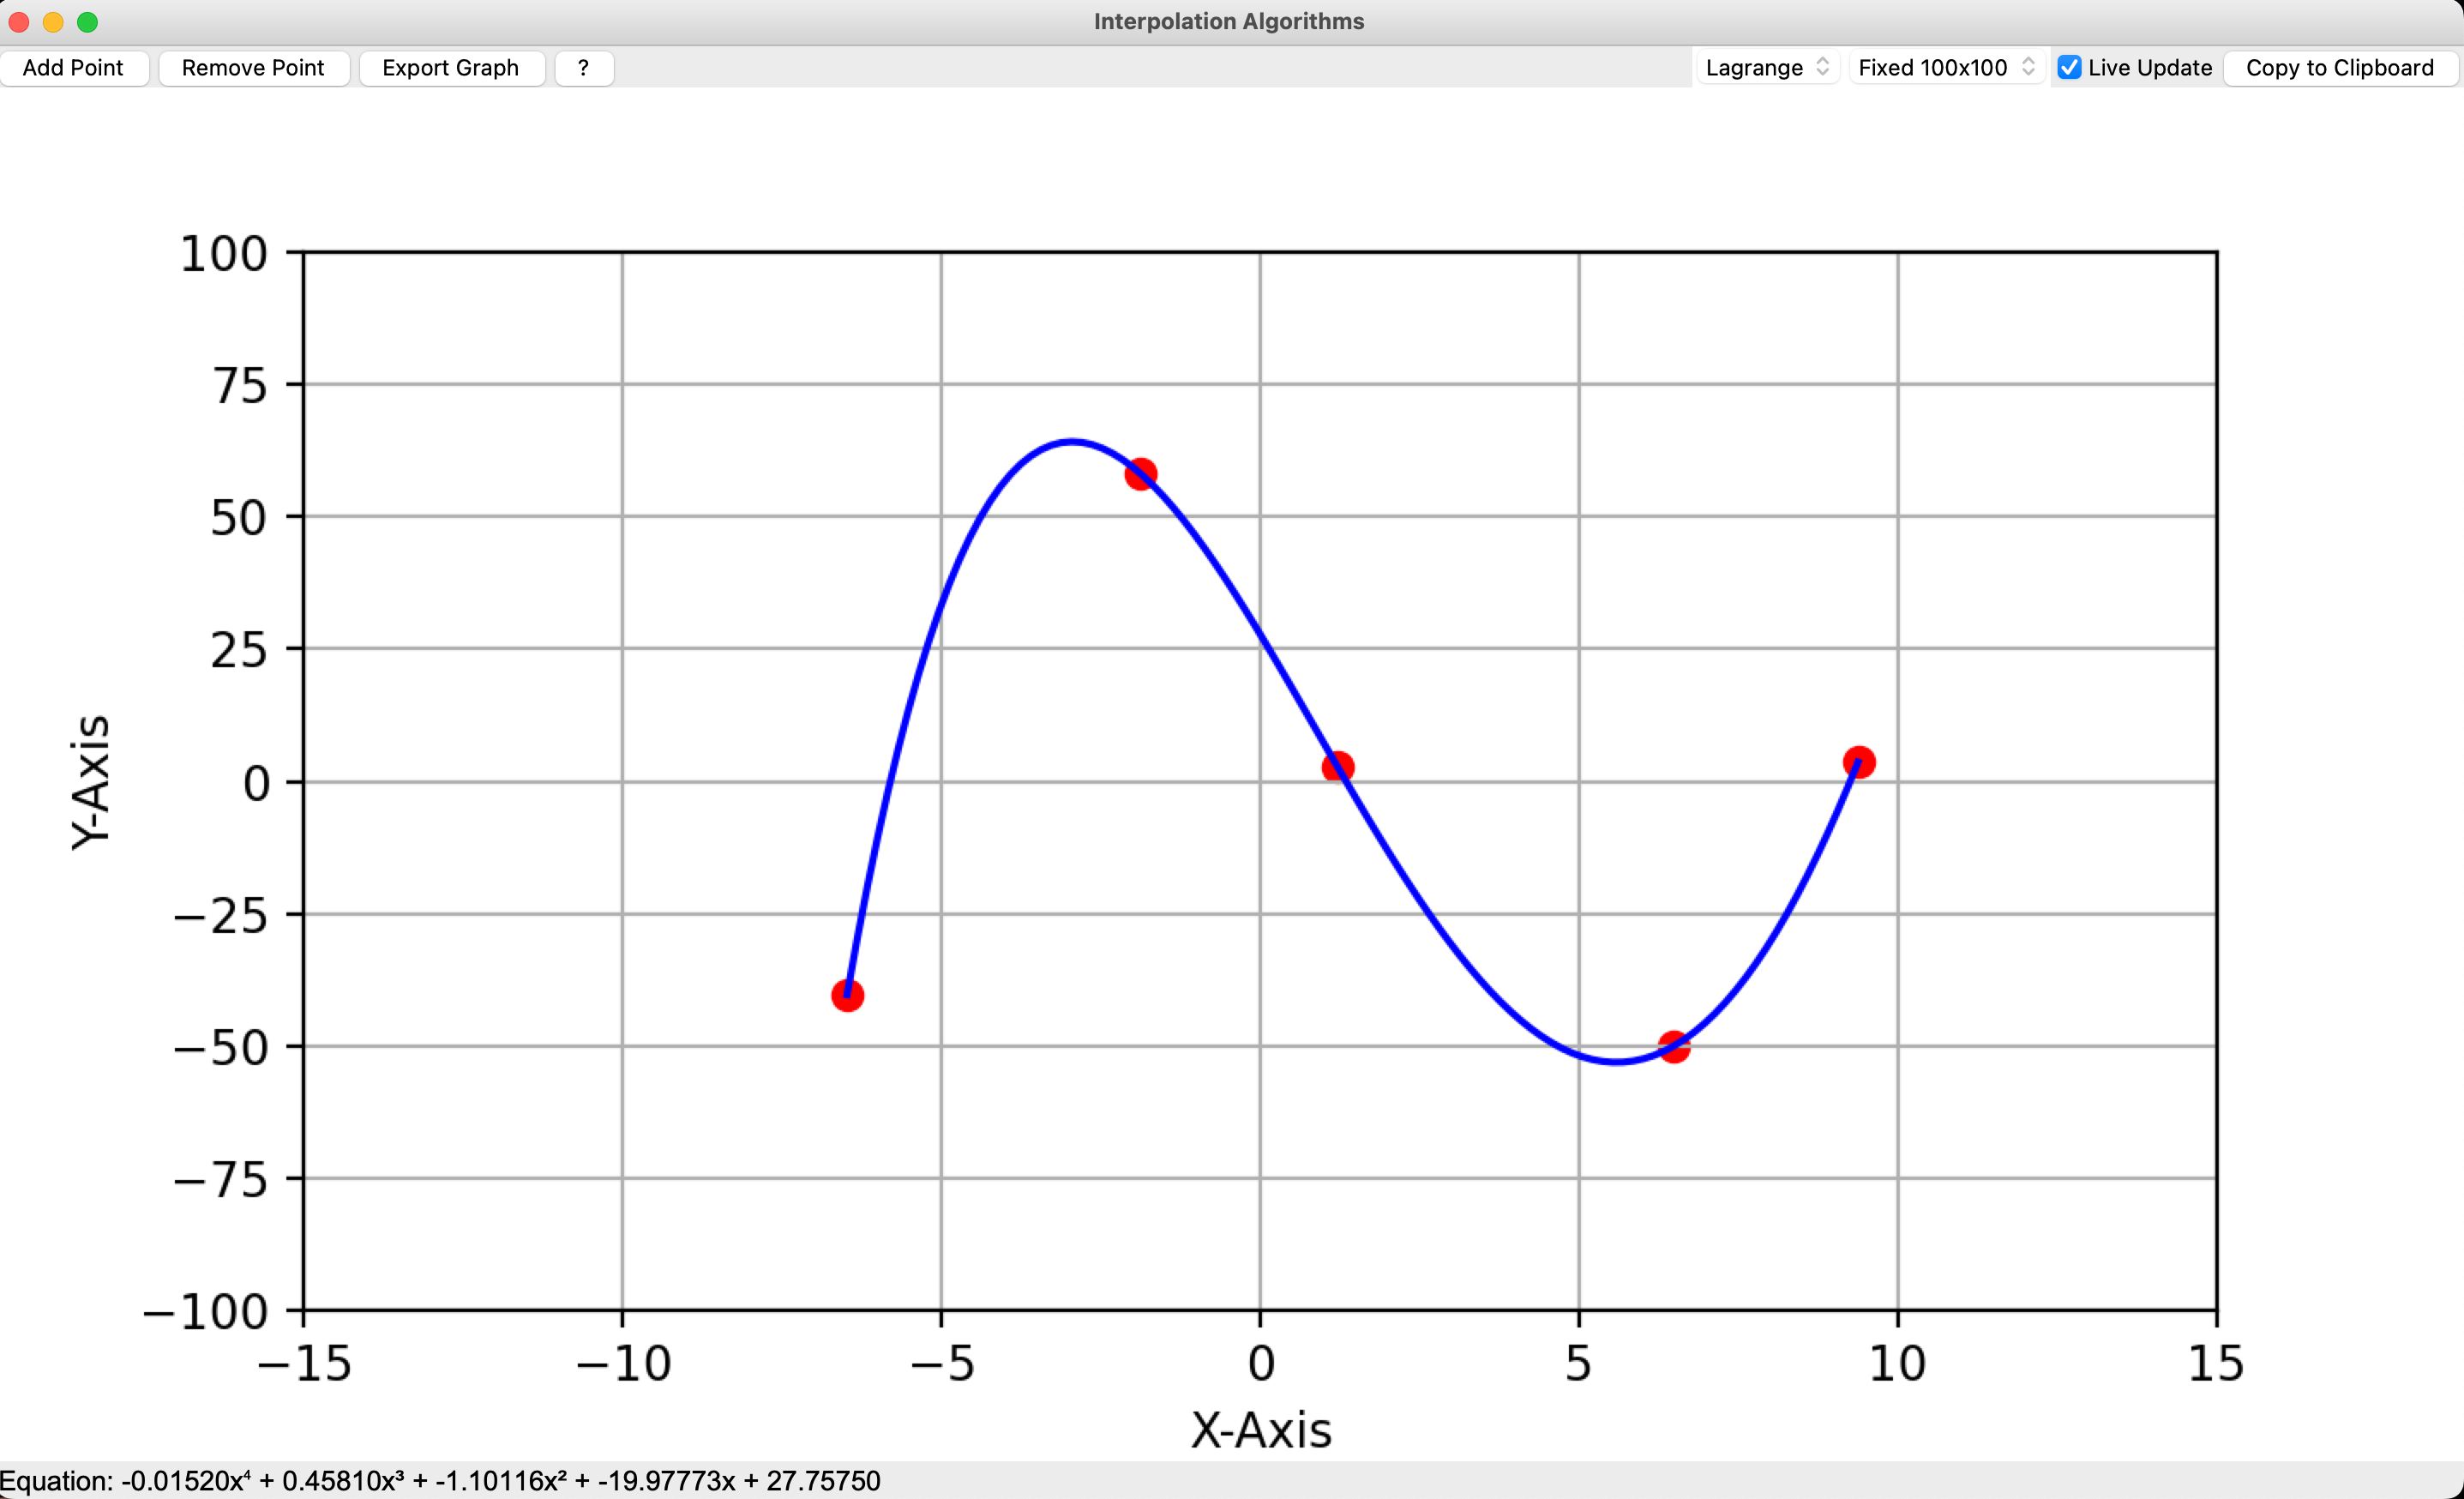 Interpolation Algorithms
Add Point Remove Point Export Graph ? Lagrange Fixed 100x100 Live Update Copy to Clipboard
100
75
50
25
0
−25
−50
−75
−100
Y-Axis
−15 −10 −5 0 5 10 15
X-Axis
Equation: -0.01520x⁴ + 0.45810x³ + -1.10116x² + -19.97773x + 27.75750